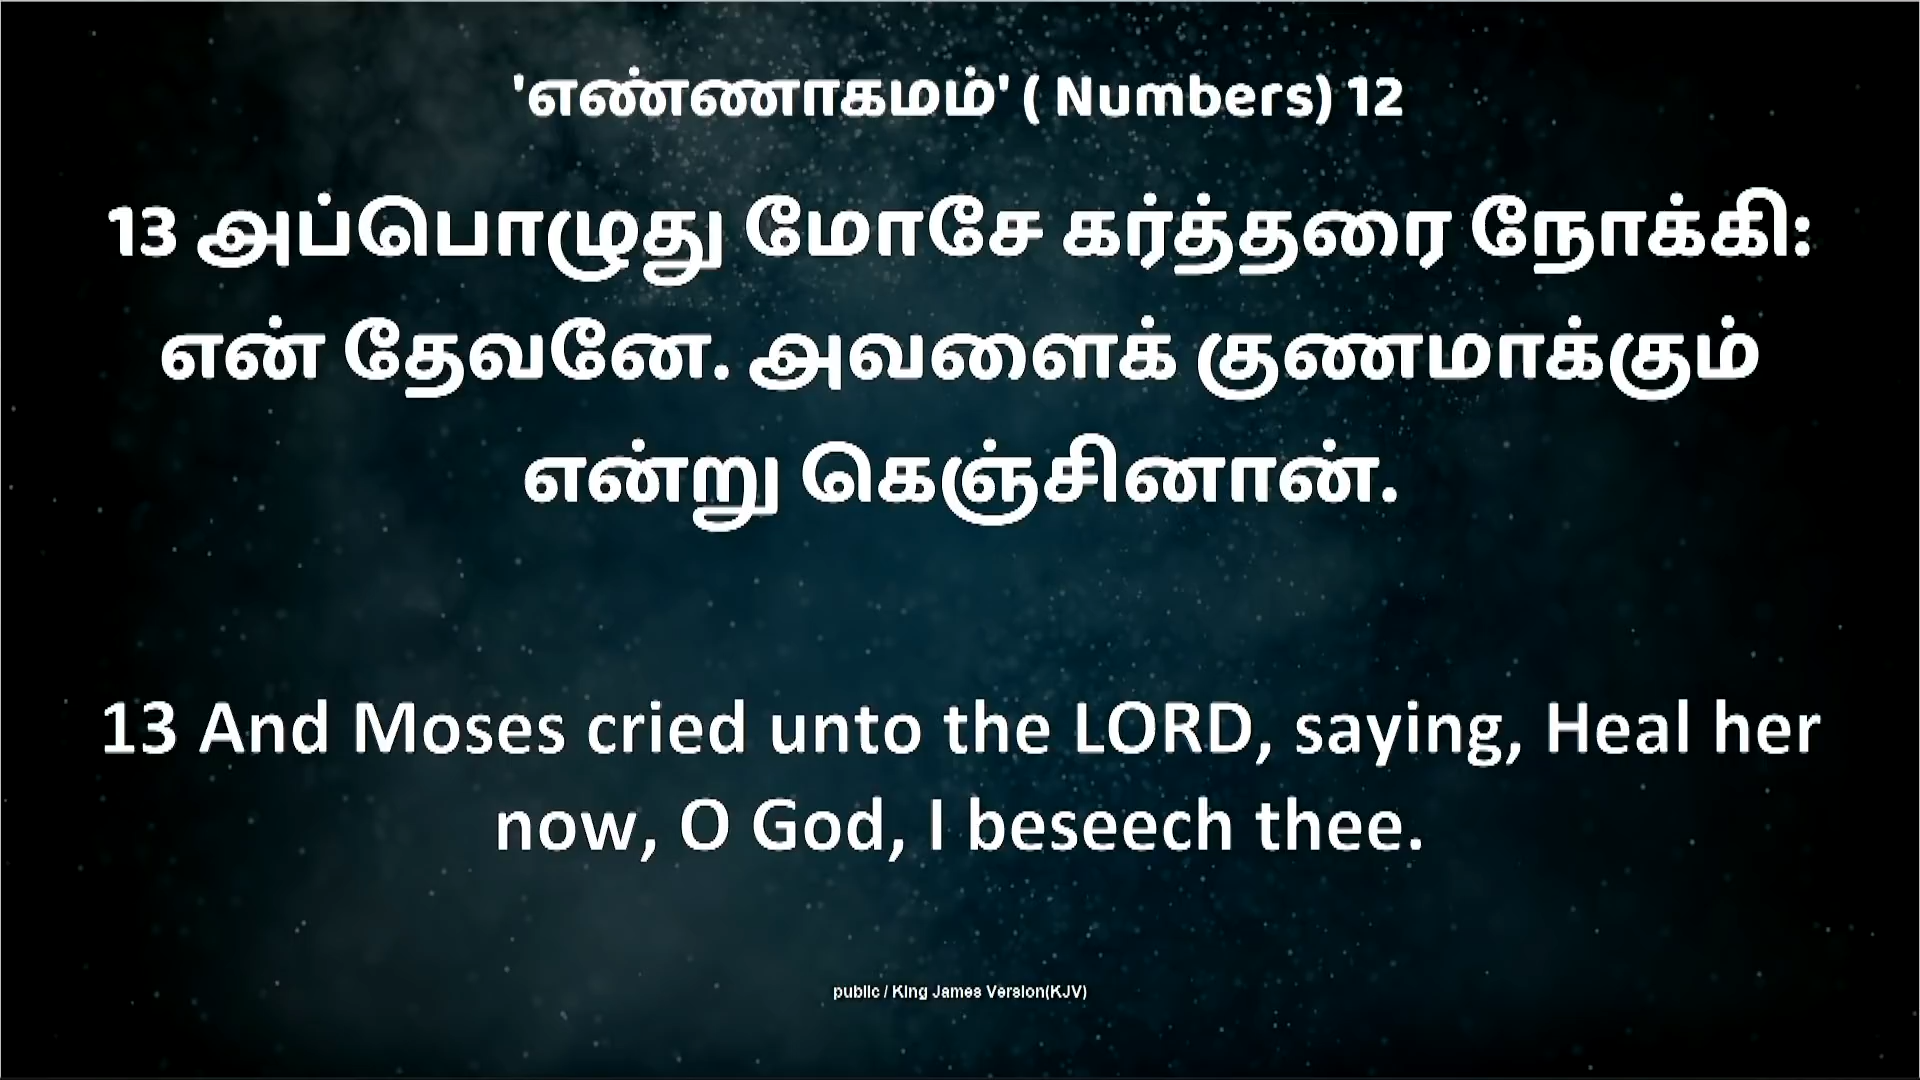 'எண்ணாகமம்' ( Numbers) 12
13 அப்பொழுது மோசே கர்த்தரை நோக்கி:
என் தேவனே. அவளைக் குணமாக்கும்
என்று கெஞ்சினான்.
13 And Moses cried unto the LORD, saying, Heal her
now, O God, I beseech thee.
public / King James Version(KJV)